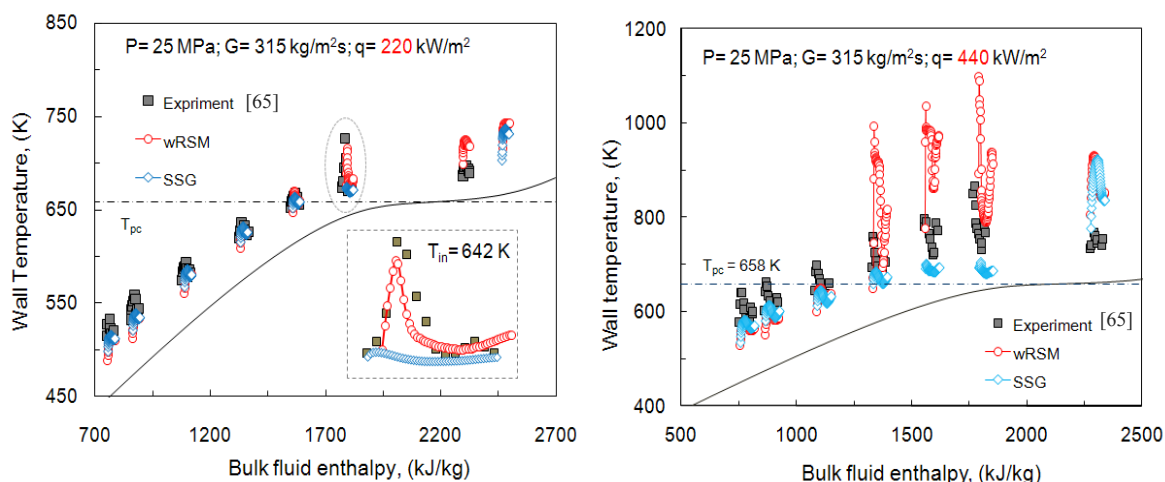 850
750
650
550
450
Wall Temperature, (K)
P= 25 MPa; G= 315 kg/m²s; q= 220 kW/m²
Expriment [65]
wRSM
SSG
Tpc
Tin= 642 K
700
1200
1700
2200
2700
Bulk fluid enthalpy, (kJ/kg)
1200
1000
800
600
400
Wall temperature, (K)
P= 25 MPa; G= 315 kg/m²s; q= 440 kW/m²
Tpc = 658 K
Experiment [65]
wRSM
SSG
500
1000
1500
2000
2500
Bulk fluid enthalpy, (kJ/kg)